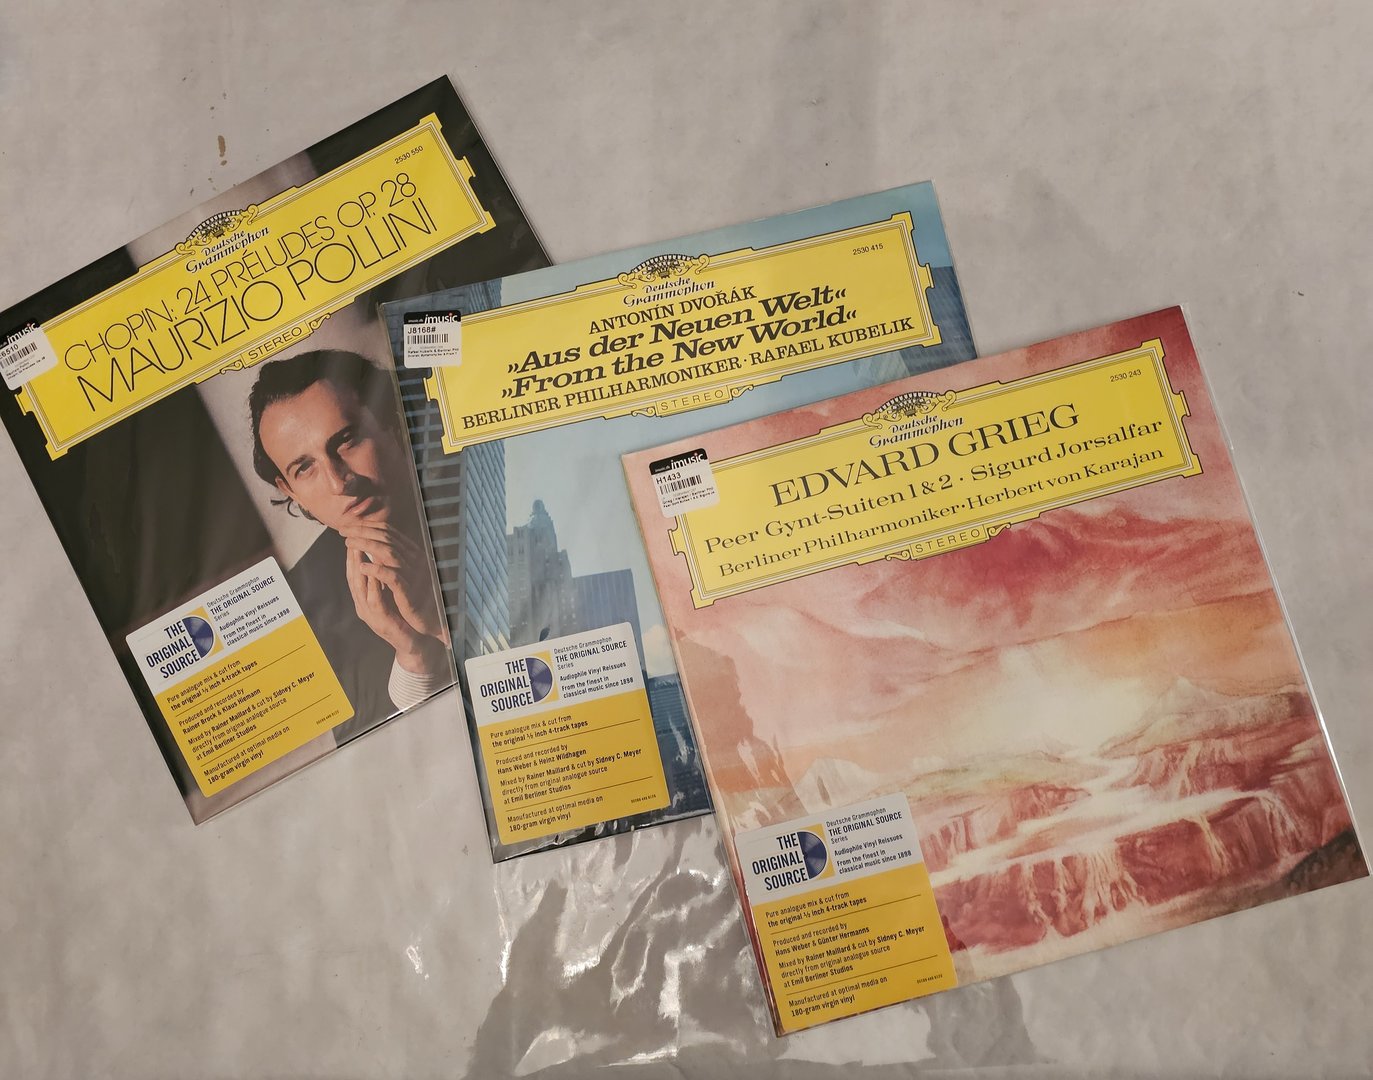 2530 550
Deutsche
Grammophon
CHOPIN: 24 PRÉLUDES OP. 28
MAURIZIO POLLINI
STEREO
imusic
6510
THE
ORIGINAL
SOURCE
Deutsche Grammophon
THE ORIGINAL SOURCE
Series
Audiophile Vinyl Reissues
From the finest in
classical music since 1898
Pure analogue mix & cut from
the original ½ inch 4-track tapes
Produced and recorded by
Rainer Brock & Klaus Hiemann
Mixed by Rainer Maillard & cut by Sidney C. Meyer
directly from original analogue source
at Emil Berliner Studios
Manufactured at optimal media on
180-gram virgin vinyl
2530 415
Deutsche
Grammophon
ANTONÍN DVOŘÁK
»Aus der Neuen Welt«
»From the New World«
BERLINER PHILHARMONIKER · RAFAEL KUBELIK
STEREO
imusic
J8168#
THE
ORIGINAL
SOURCE
Deutsche Grammophon
THE ORIGINAL SOURCE
Series
Audiophile Vinyl Reissues
From the finest in
classical music since 1898
Pure analogue mix & cut from
the original ½ inch 4-track tapes
Produced and recorded by
Hans Weber & Heinz Wildhagen
Mixed by Rainer Maillard & cut by Sidney C. Meyer
directly from original analogue source
at Emil Berliner Studios
Manufactured at optimal media on
180-gram virgin vinyl
2530 243
Deutsche
Grammophon
EDVARD GRIEG
Peer Gynt-Suiten 1 & 2 · Sigurd Jorsalfar
Berliner Philharmoniker · Herbert von Karajan
STEREO
imusic
H1433
THE
ORIGINAL
SOURCE
Deutsche Grammophon
THE ORIGINAL SOURCE
Series
Audiophile Vinyl Reissues
From the finest in
classical music since 1898
Pure analogue mix & cut from
the original ½ inch 4-track tapes
Produced and recorded by
Hans Weber & Günter Hermanns
Mixed by Rainer Maillard & cut by Sidney C. Meyer
directly from original analogue source
at Emil Berliner Studios
Manufactured at optimal media on
180-gram virgin vinyl